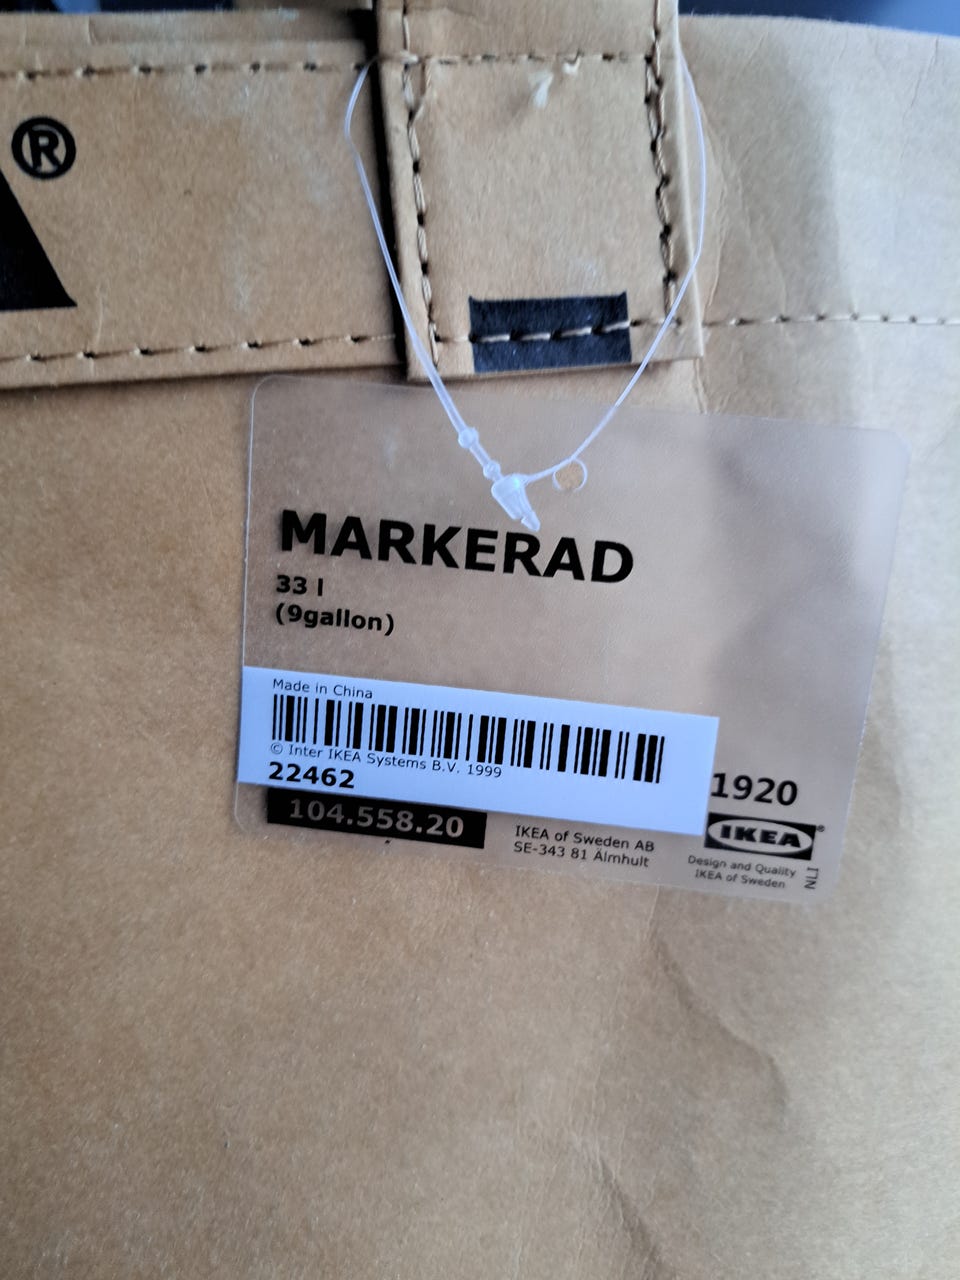 ®
MARKERAD
33 l
(9gallon)
Made in China
© Inter IKEA Systems B.V. 1999
22462
1920
104.558.20
IKEA of Sweden AB
SE-343 81 Älmhult
IKEA®
Design and Quality
IKEA of Sweden